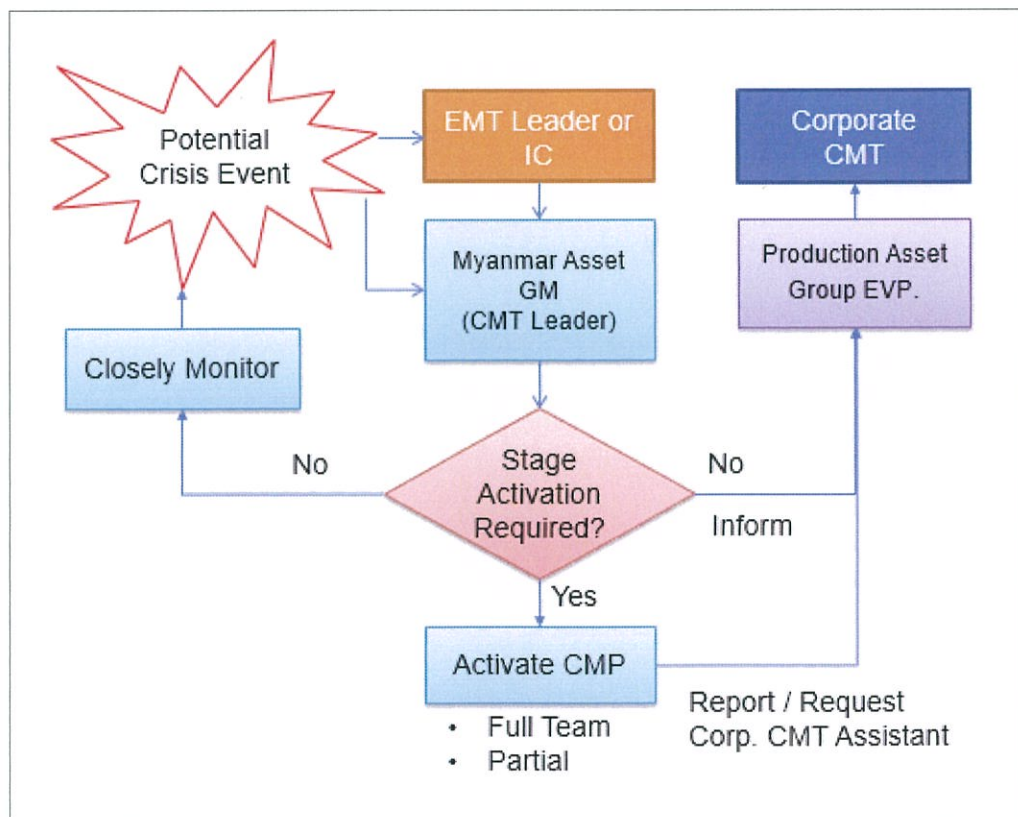 Potential
Crisis Event
EMT Leader or
IC
Corporate
CMT
Myanmar Asset
GM
(CMT Leader)
Production Asset
Group EVP.
Closely Monitor
No
Stage
Activation
Required?
No
Inform
Yes
Activate CMP
• Full Team
• Partial
Report / Request
Corp. CMT Assistant